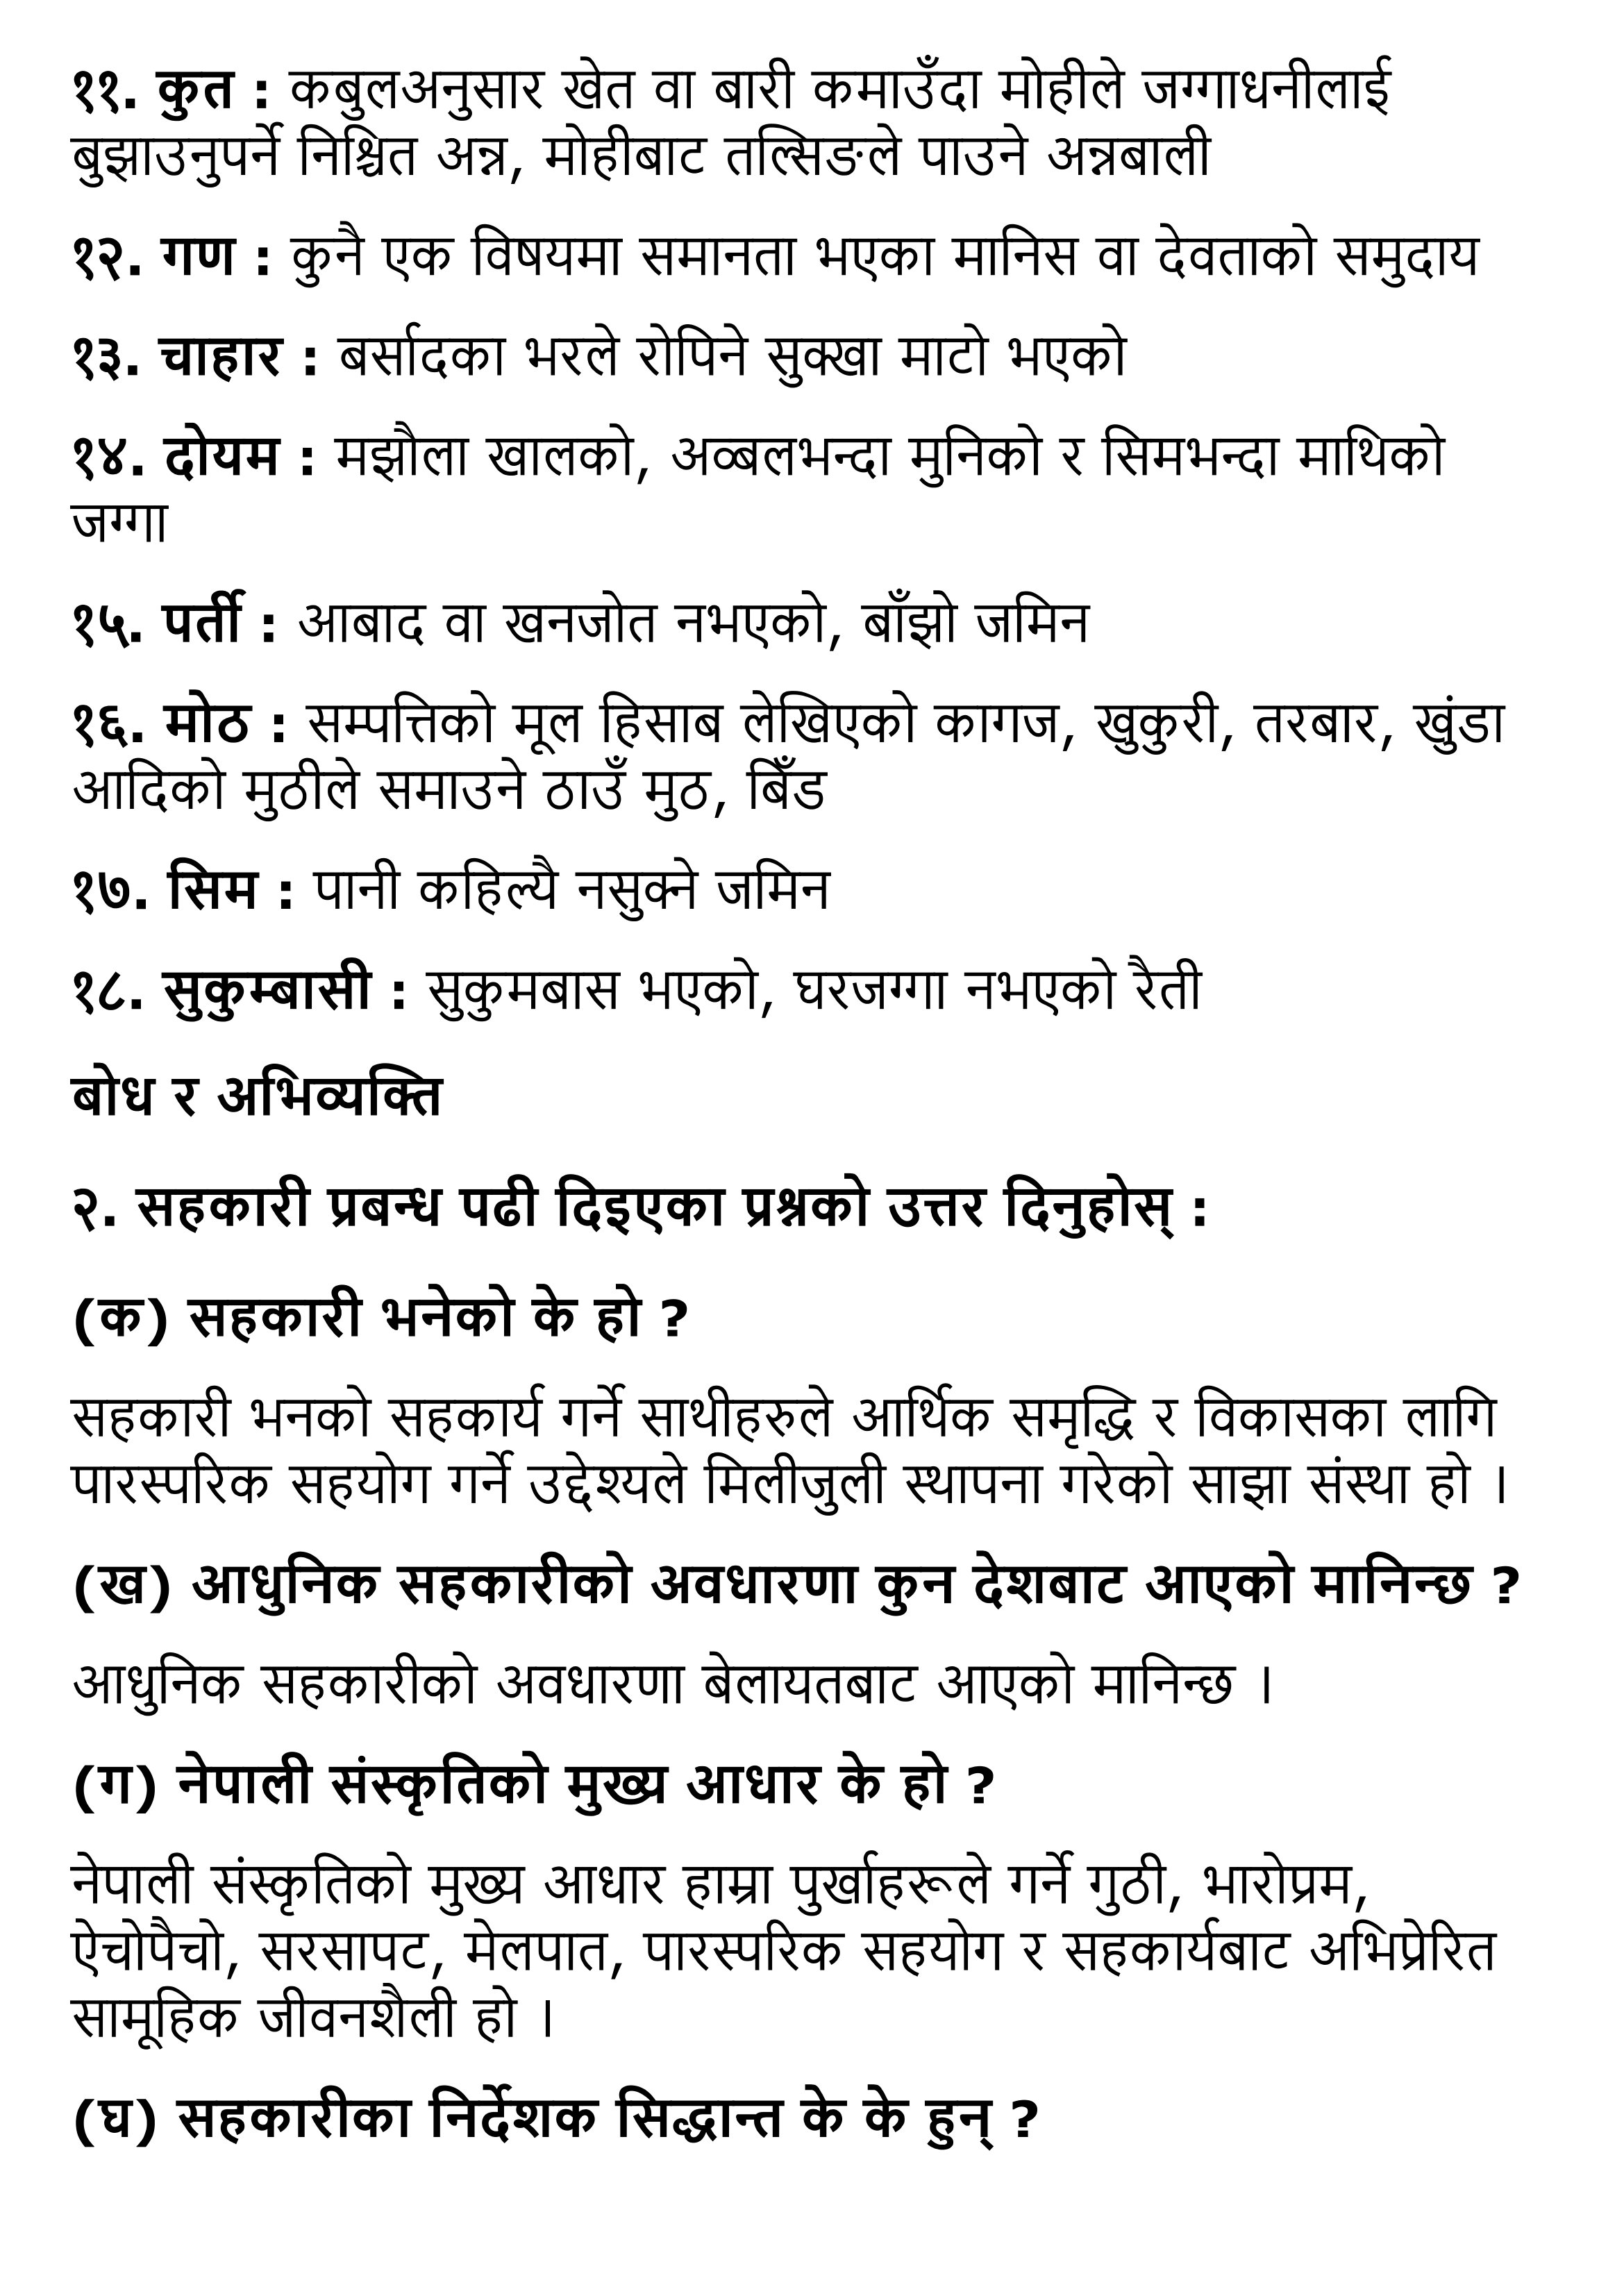 ११. कुत : कबुलअनुसार खेत वा बारी कमाउँदा मोहीले जग्गाधनीलाई
बुझाउनुपर्ने निश्चित अन्न, मोहीबाट तल्सिङले पाउने अन्नबाली
१२. गण : कुनै एक विषयमा समानता भएका मानिस वा देवताको समुदाय
१३. चाहार : बर्सादका भरले रोपिने सुक्खा माटो भएको
१४. दोयम : मझौला खालको, अव्बलभन्दा मुनिको र सिमभन्दा माथिको
जग्गा
१५. पर्ती : आबाद वा खनजोत नभएको, बाँझो जमिन
१६. मोठ : सम्पत्तिको मूल हिसाब लेखिएको कागज, खुकुरी, तरबार, खुंडा
आदिको मुठीले समाउने ठाउँ मुठ, बिँड
१७. सिम : पानी कहिल्यै नसुक्ने जमिन
१८. सुकुम्बासी : सुकुमबास भएको, घरजग्गा नभएको रैती
बोध र अभिव्यक्ति
२. सहकारी प्रबन्ध पढी दिइएका प्रश्नको उत्तर दिनुहोस् :
(क) सहकारी भनेको के हो ?
सहकारी भनको सहकार्य गर्ने साथीहरुले आर्थिक समृद्धि र विकासका लागि
पारस्परिक सहयोग गर्ने उद्देश्यले मिलीजुली स्थापना गरेको साझा संस्था हो ।
(ख) आधुनिक सहकारीको अवधारणा कुन देशबाट आएको मानिन्छ ?
आधुनिक सहकारीको अवधारणा बेलायतबाट आएको मानिन्छ ।
(ग) नेपाली संस्कृतिको मुख्य आधार के हो ?
नेपाली संस्कृतिको मुख्य आधार हाम्रा पुर्खाहरूले गर्ने गुठी, भारोप्रम,
ऐचोपैचो, सरसापट, मेलपात, पारस्परिक सहयोग र सहकार्यबाट अभिप्रेरित
सामूहिक जीवनशैली हो ।
(घ) सहकारीका निर्देशक सिद्धान्त के के हुन् ?